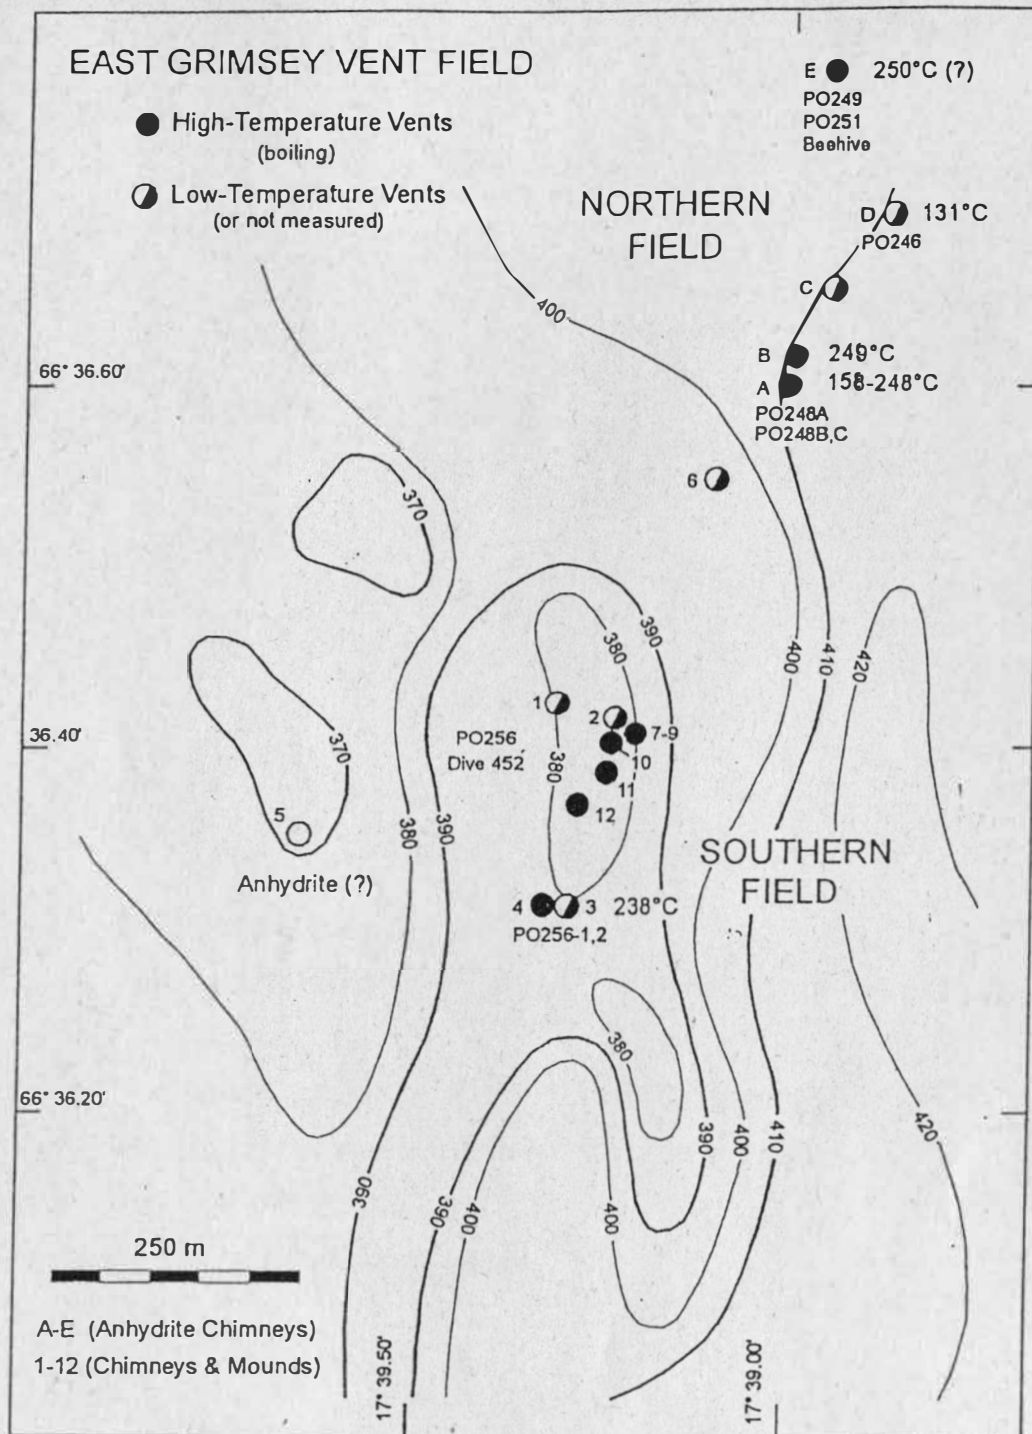 EAST GRIMSEY VENT FIELD
High-Temperature Vents
(boiling)
Low-Temperature Vents
(or not measured)
E 250°C (?)
PO249
PO251
Beehive
NORTHERN
FIELD
D 131°C
PO246
C
400
B 249°C
66° 36.60'
A 158-248°C
PO248A
PO248B,C
6
370
390
380
400
410
420
1
2
7-9
36.40'
370
PO256
Dive 452
380
10
11
12
5
380
390
SOUTHERN
FIELD
Anhydrite (?)
4
3
238°C
PO256-1,2
380
66° 36.20'
390
400
410
420
390
390
400
400
250 m
A-E (Anhydrite Chimneys)
1-12 (Chimneys & Mounds)
17° 39.50'
17° 39.00'